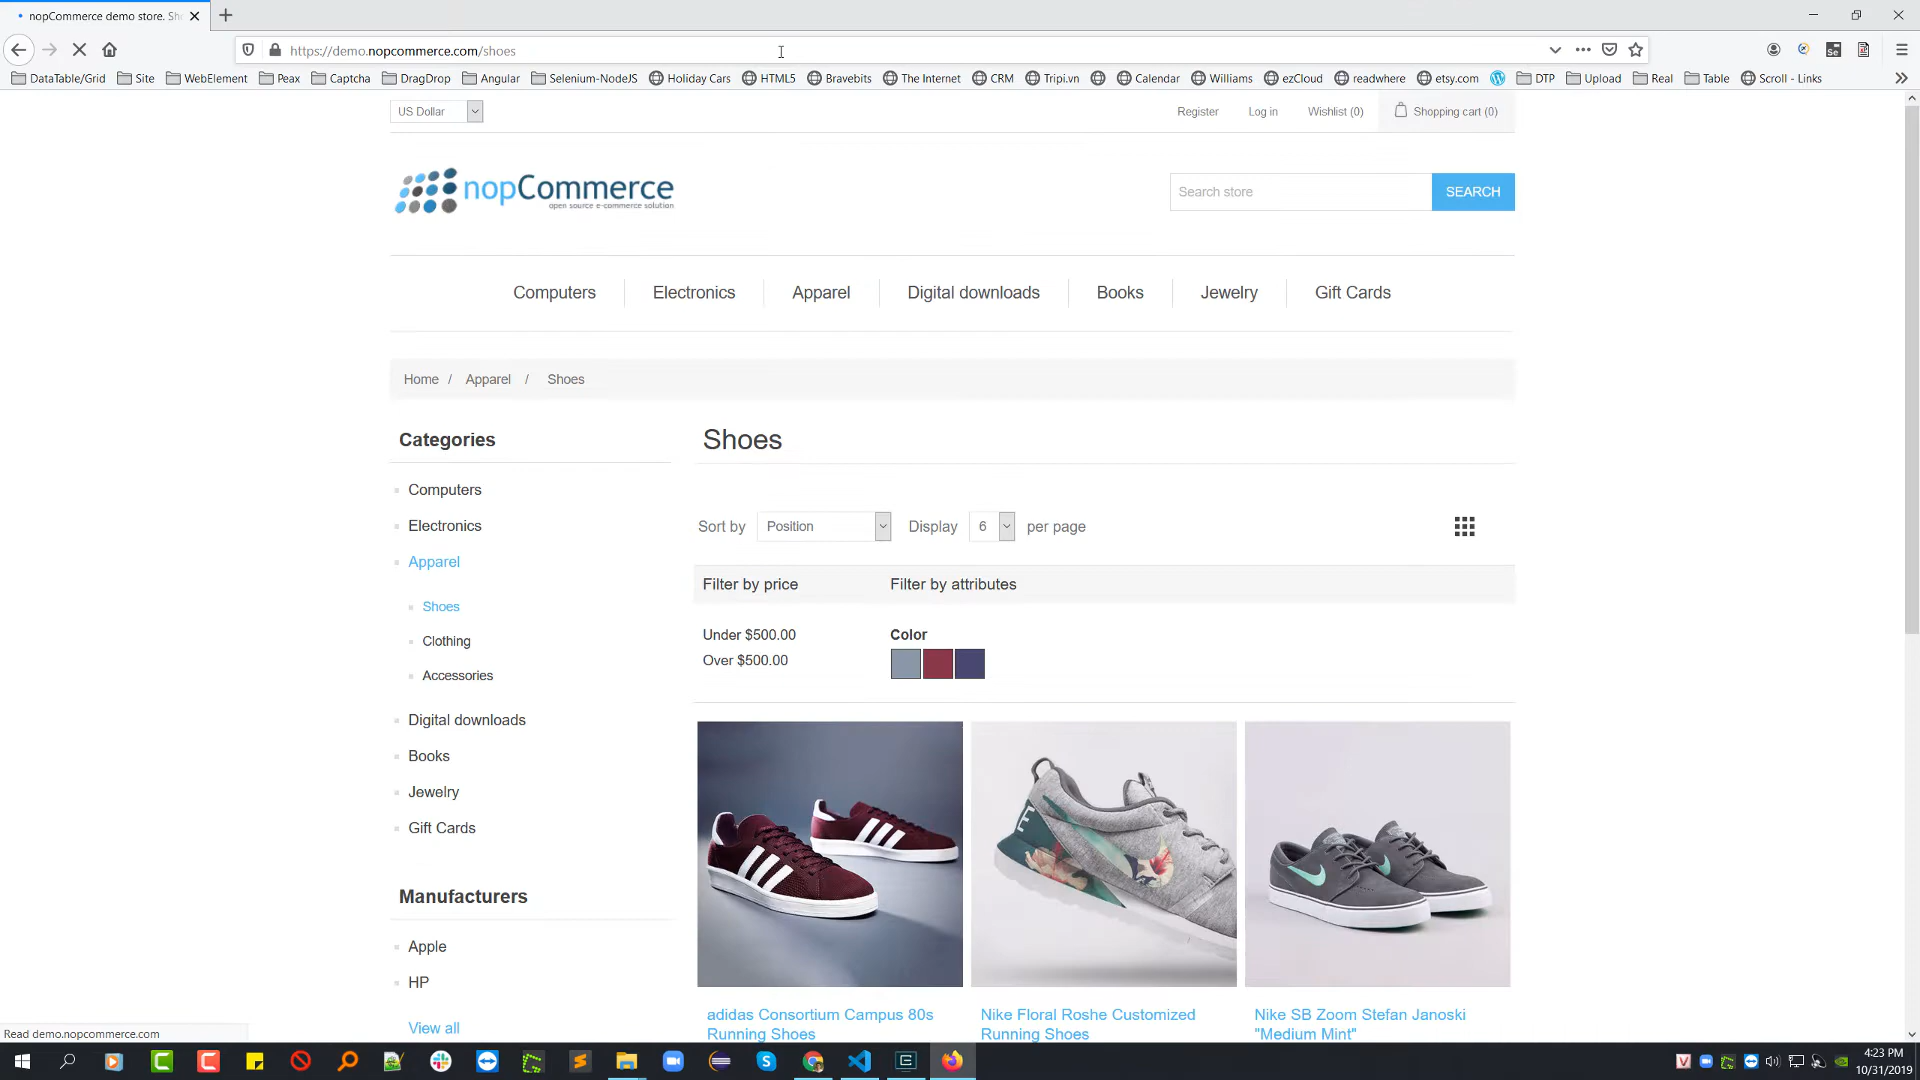 nopCommerce demo store. Sh
https://demo.nopcommerce.com/shoes
DataTable/Grid Site WebElement Peax Captcha DragDrop Angular Selenium-NodeJS Holiday Cars HTML5 Bravebits The Internet CRM Tripi.vn Calendar Williams ezCloud readwhere etsy.com DTP Upload Real Table Scroll - Links
US Dollar Register Log in Wishlist (0) Shopping cart (0)
nopCommerce
open source e-commerce solution
Search store SEARCH
Computers Electronics Apparel Digital downloads Books Jewelry Gift Cards
Home / Apparel / Shoes
Categories
Computers
Electronics
Apparel
Shoes
Clothing
Accessories
Digital downloads
Books
Jewelry
Gift Cards
Manufacturers
Apple
HP
View all
Shoes
Sort by Position Display 6 per page
Filter by price Filter by attributes
Under $500.00 Color
Over $500.00
adidas Consortium Campus 80s
Running Shoes
Nike Floral Roshe Customized
Running Shoes
Nike SB Zoom Stefan Janoski
"Medium Mint"
Read demo.nopcommerce.com
4:23 PM
10/31/2019